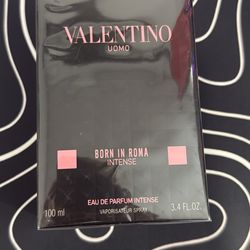 VALENTINO
UOMO
BORN IN ROMA
INTENSE
EAU DE PARFUM INTENSE
100 ml VAPORISATEUR SPRAY 3.4 FL.OZ.